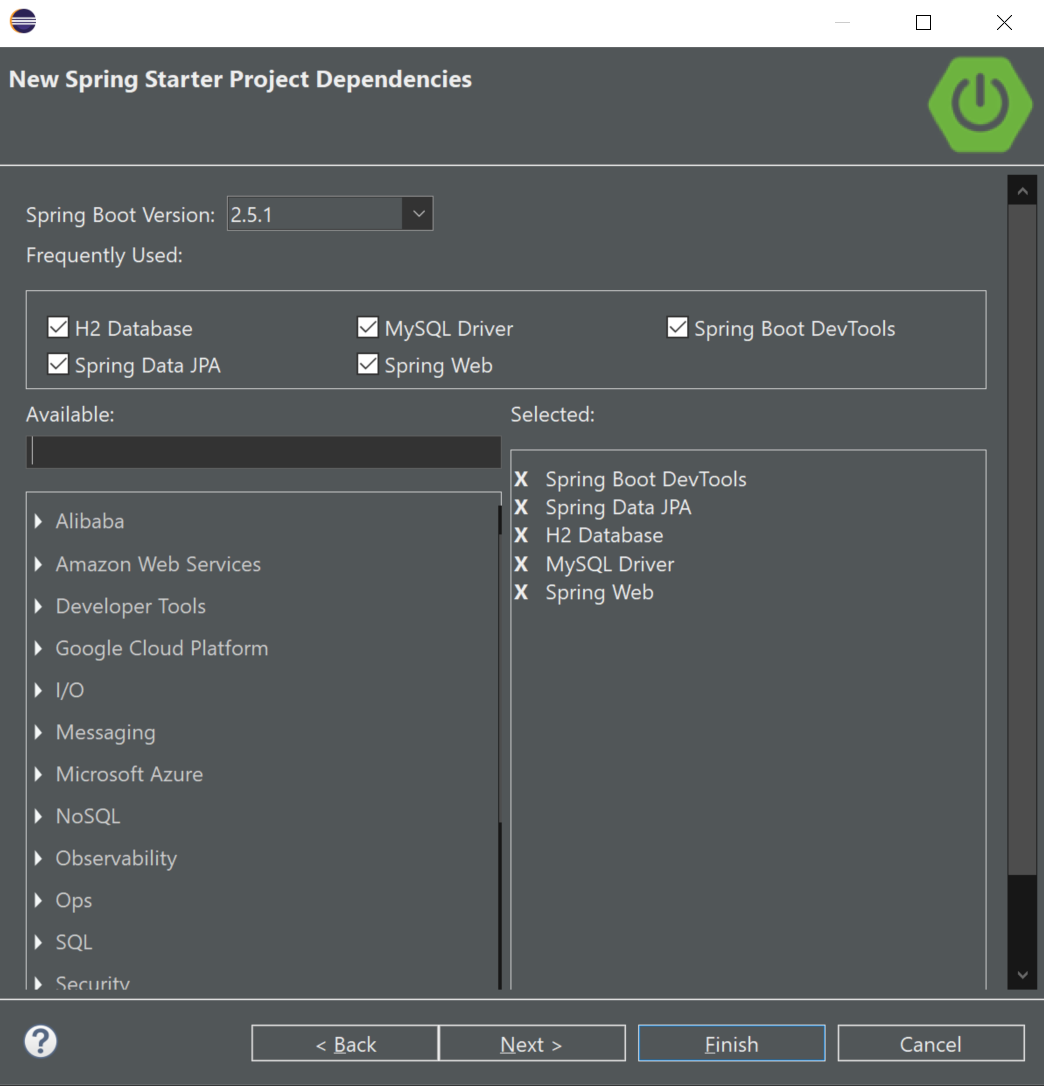 New Spring Starter Project Dependencies
Spring Boot Version: 2.5.1
Frequently Used:
H2 Database MySQL Driver Spring Boot DevTools
Spring Data JPA Spring Web
Available:
Alibaba
Amazon Web Services
Developer Tools
Google Cloud Platform
I/O
Messaging
Microsoft Azure
NoSQL
Observability
Ops
SQL
Security
Selected:
X Spring Boot DevTools
X Spring Data JPA
X H2 Database
X MySQL Driver
X Spring Web
? < Back Next > Finish Cancel